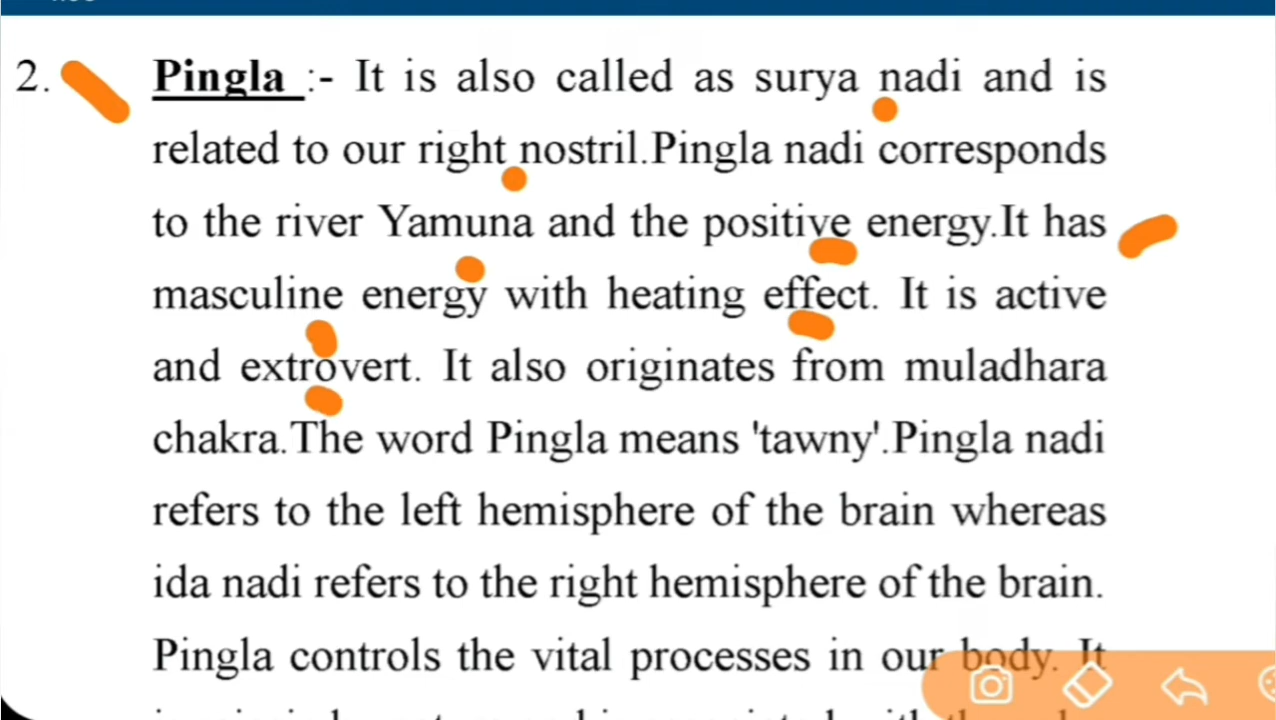 2. Pingla :- It is also called as surya nadi and is
related to our right nostril.Pingla nadi corresponds
to the river Yamuna and the positive energy.It has
masculine energy with heating effect. It is active
and extrovert. It also originates from muladhara
chakra.The word Pingla means 'tawny'.Pingla nadi
refers to the left hemisphere of the brain whereas
ida nadi refers to the right hemisphere of the brain.
Pingla controls the vital processes in our body. It